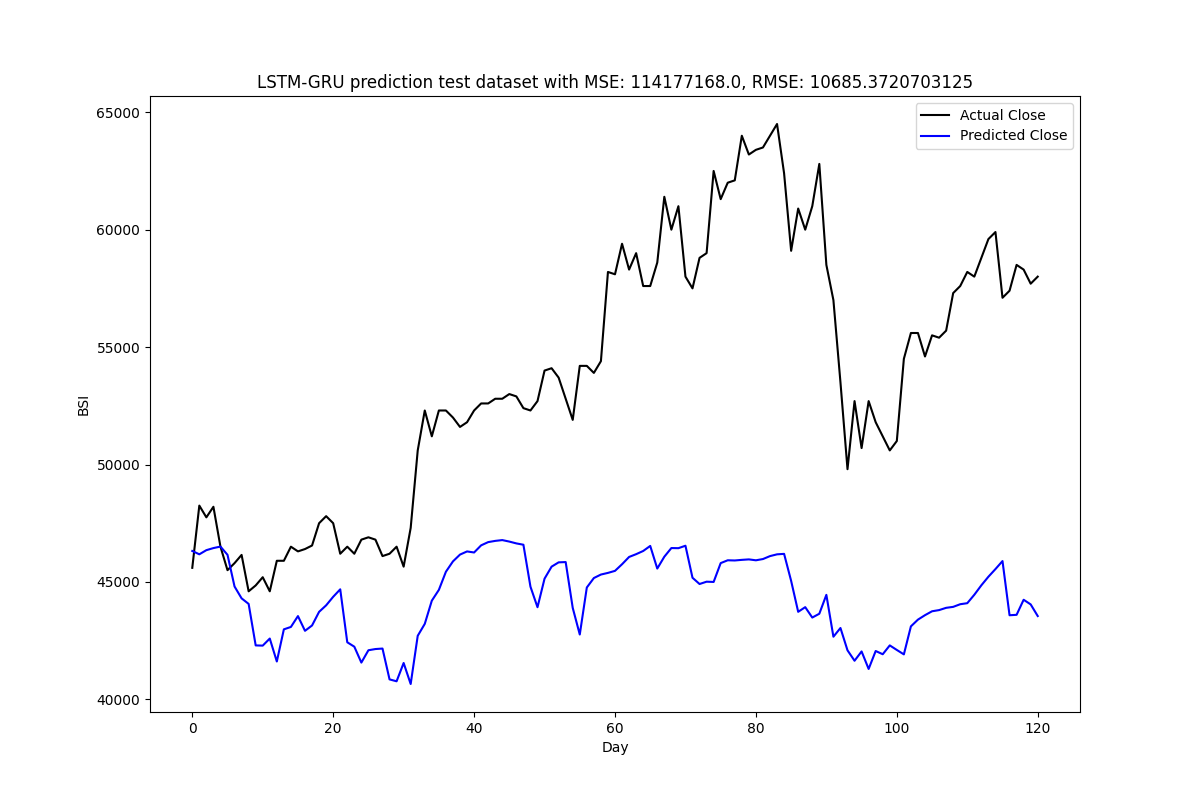 LSTM-GRU prediction test dataset with MSE: 114177168.0, RMSE: 10685.3720703125
Actual Close
Predicted Close
65000
60000
55000
50000
45000
40000
BSI
0 20 40 60 80 100 120
Day